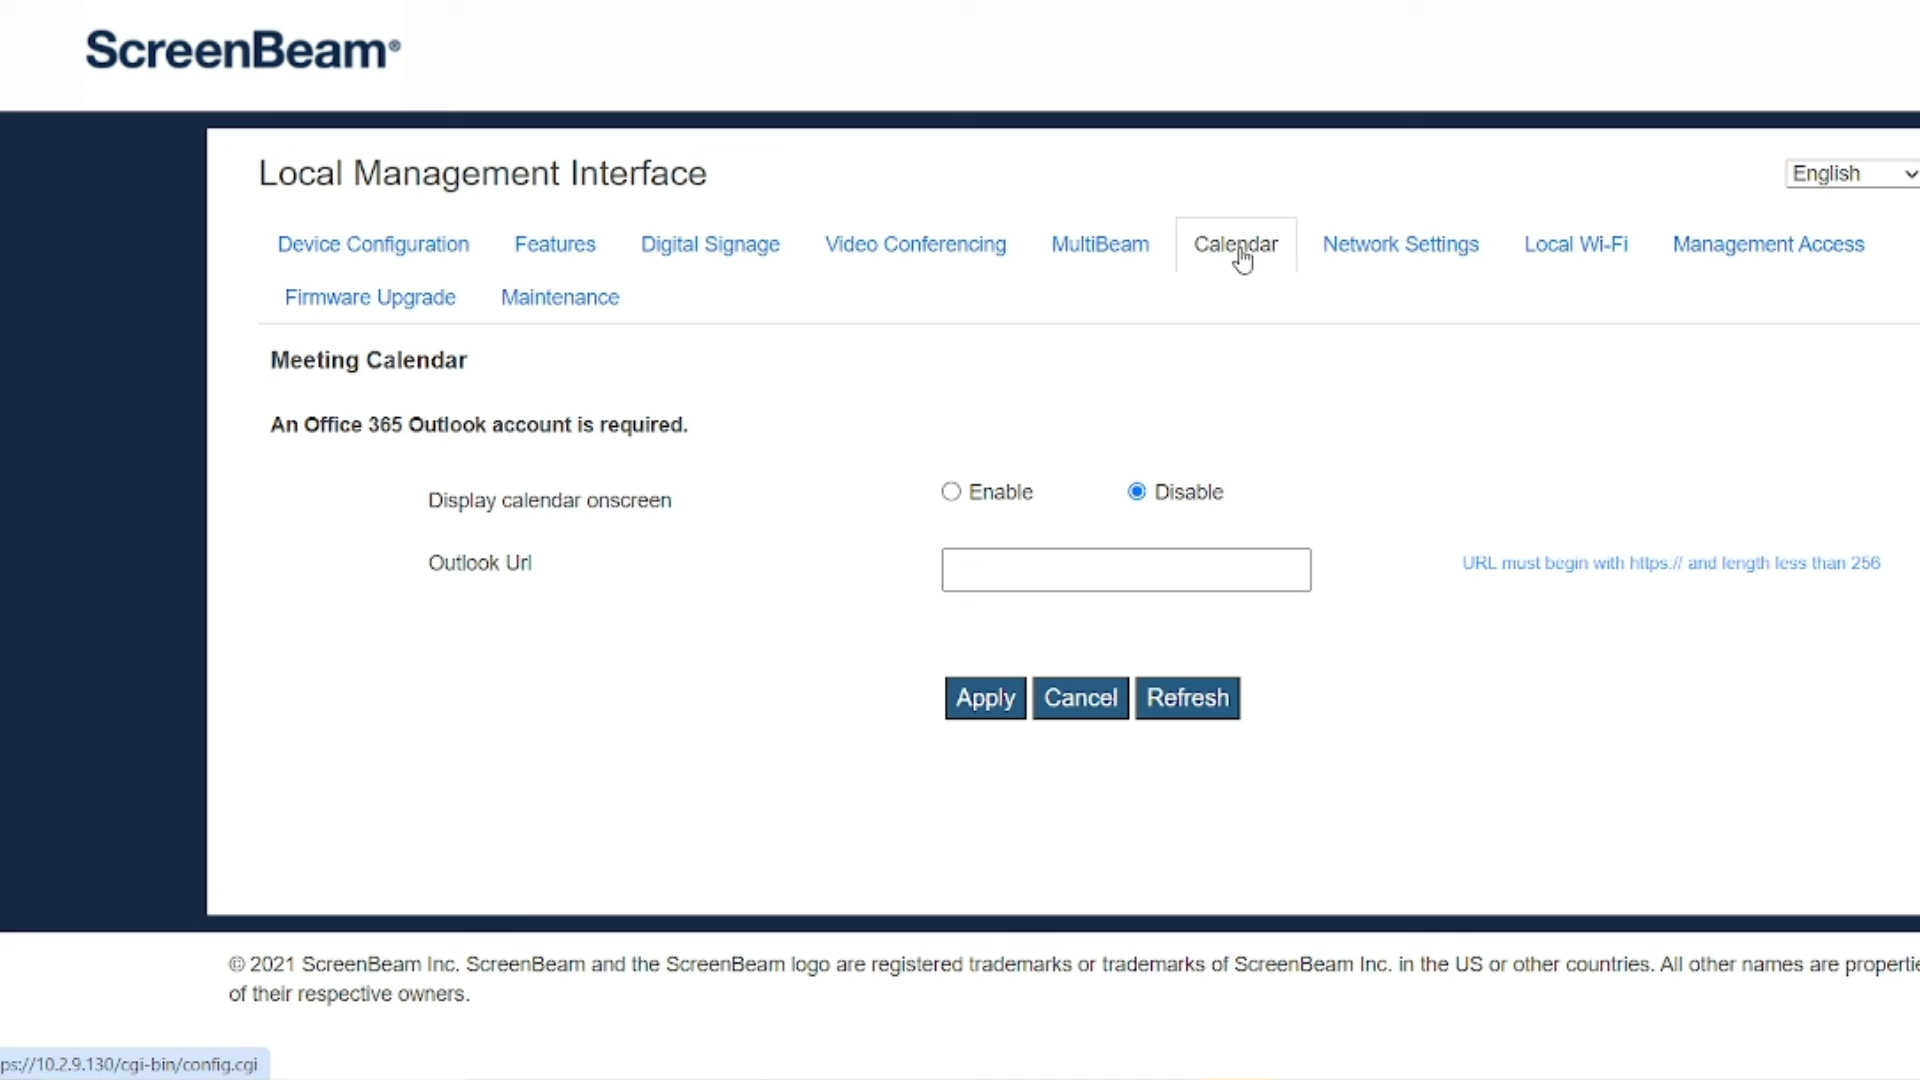 ScreenBeam®
Local Management Interface
English
Device Configuration Features Digital Signage Video Conferencing MultiBeam Calendar Network Settings Local Wi-Fi Management Access
Firmware Upgrade Maintenance
Meeting Calendar
An Office 365 Outlook account is required.
Display calendar onscreen Enable Disable
Outlook Url URL must begin with https:// and length less than 256
Apply Cancel Refresh
© 2021 ScreenBeam Inc. ScreenBeam and the ScreenBeam logo are registered trademarks or trademarks of ScreenBeam Inc. in the US or other countries. All other names are propertie
of their respective owners.
ps://10.2.9.130/cgi-bin/config.cgi